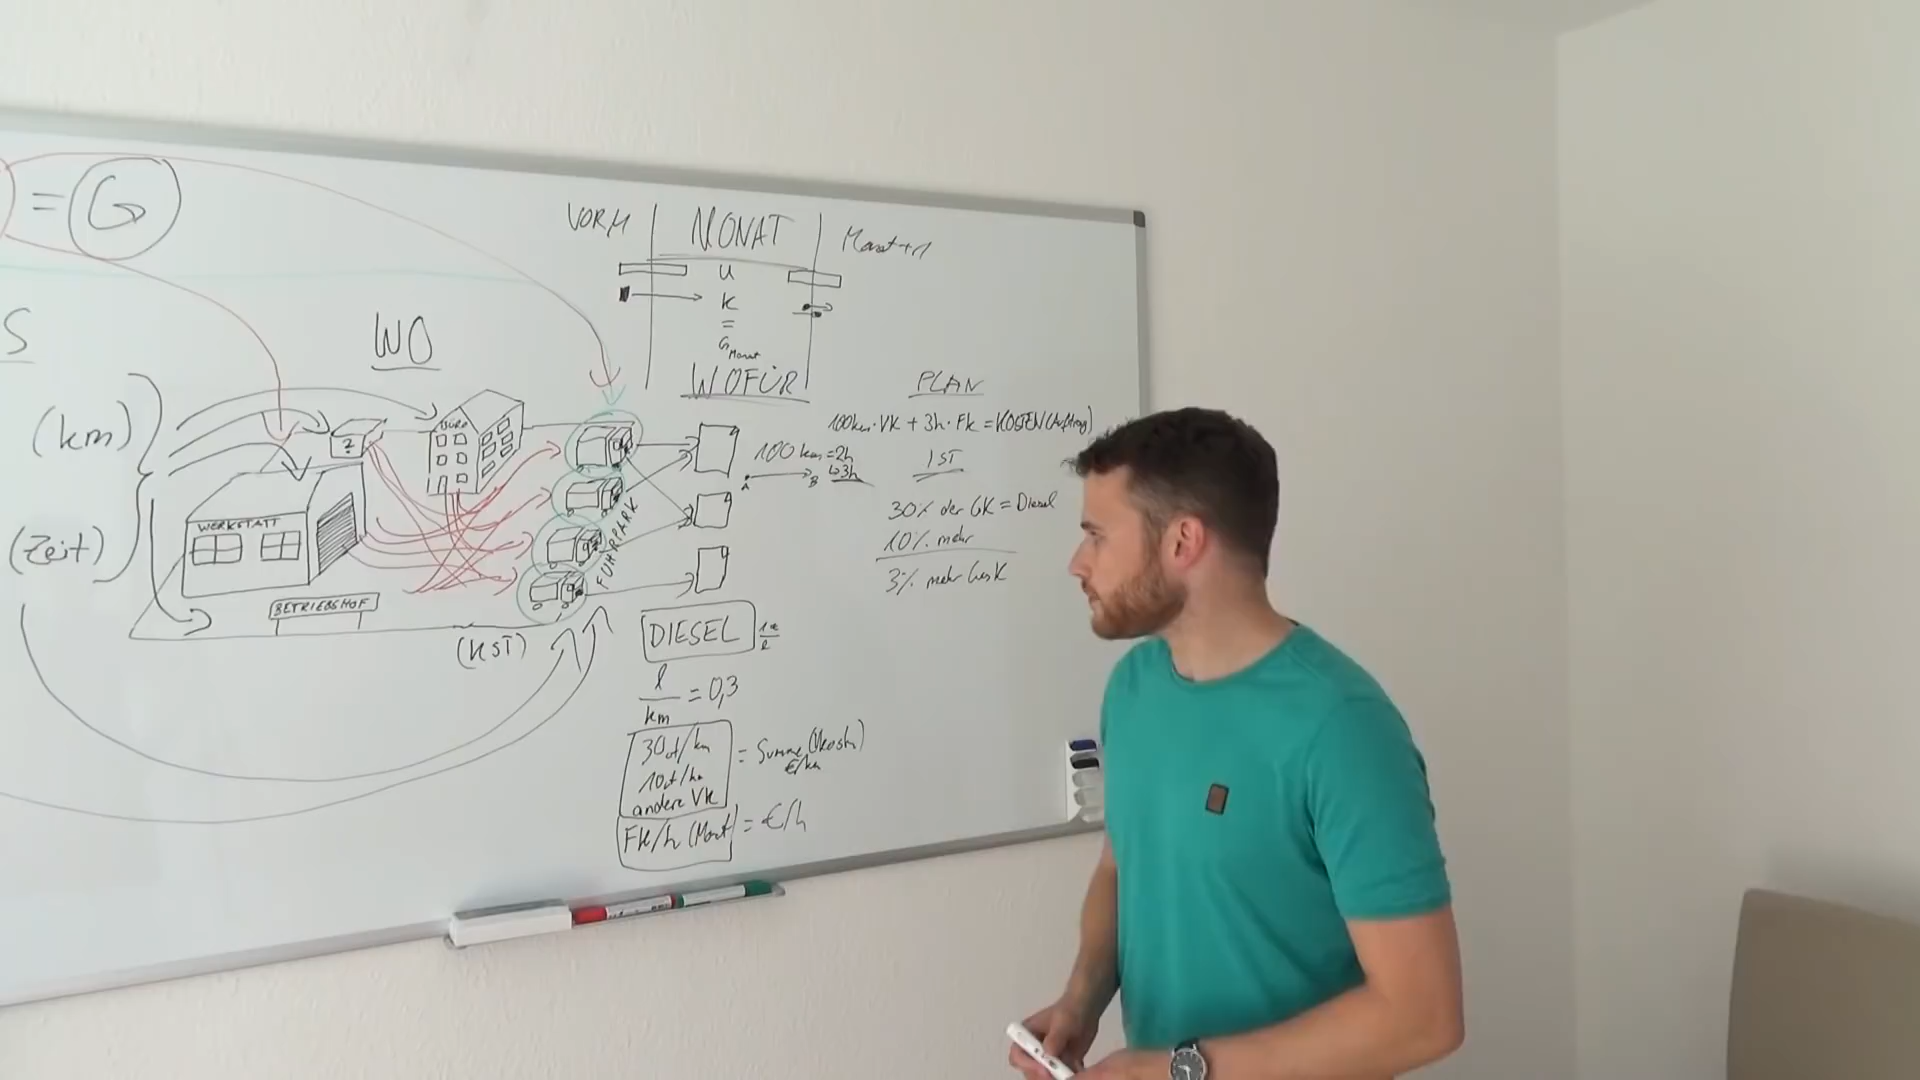 = G
S
(km)
(Zeit)
WO
BÜRO
?
WERKSTATT
BETRIEBSHOF
FUHRPARK
(KST)
VORM
MONAT
Monat+1
U
K
=
G Monat
WOFÜR
100 km = 2h
↳ 3h
A
B
DIESEL
1€
l
l
km
= 0,3
30ct/km
10ct/km
andere VK
= Summe (Vkosten)
€/km
FK/h (Monat)
= €/h
PLAN
100km·VK + 3h·FK = KOSTEN (Auftrag)
IST
30% der GK = Diesel
10% mehr
3% mehr GesK